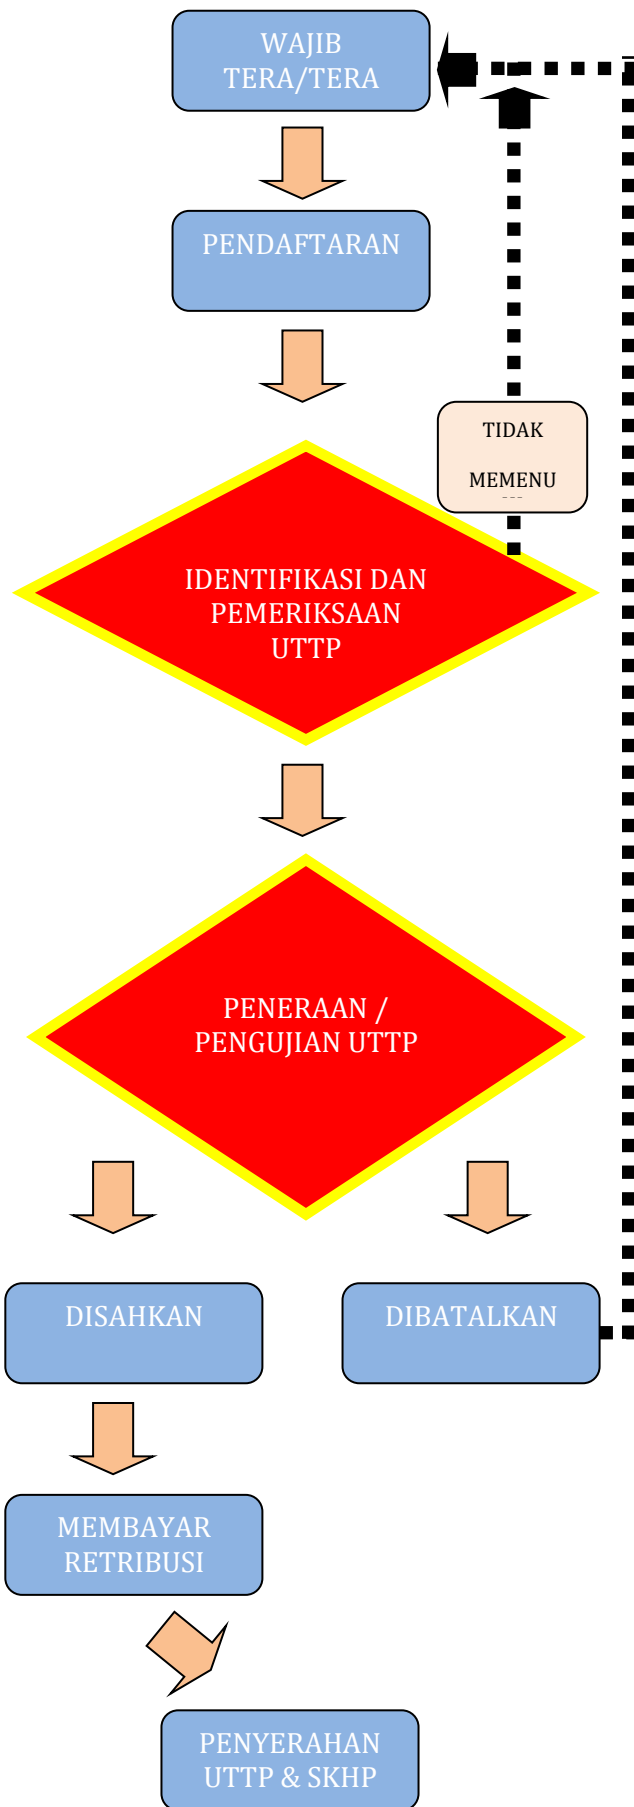 WAJIB
TERA/TERA
PENDAFTARAN
TIDAK
MEMENU
IDENTIFIKASI DAN
PEMERIKSAAN
UTTP
PENERAAN /
PENGUJIAN UTTP
DISAHKAN
DIBATALKAN
MEMBAYAR
RETRIBUSI
PENYERAHAN
UTTP & SKHP